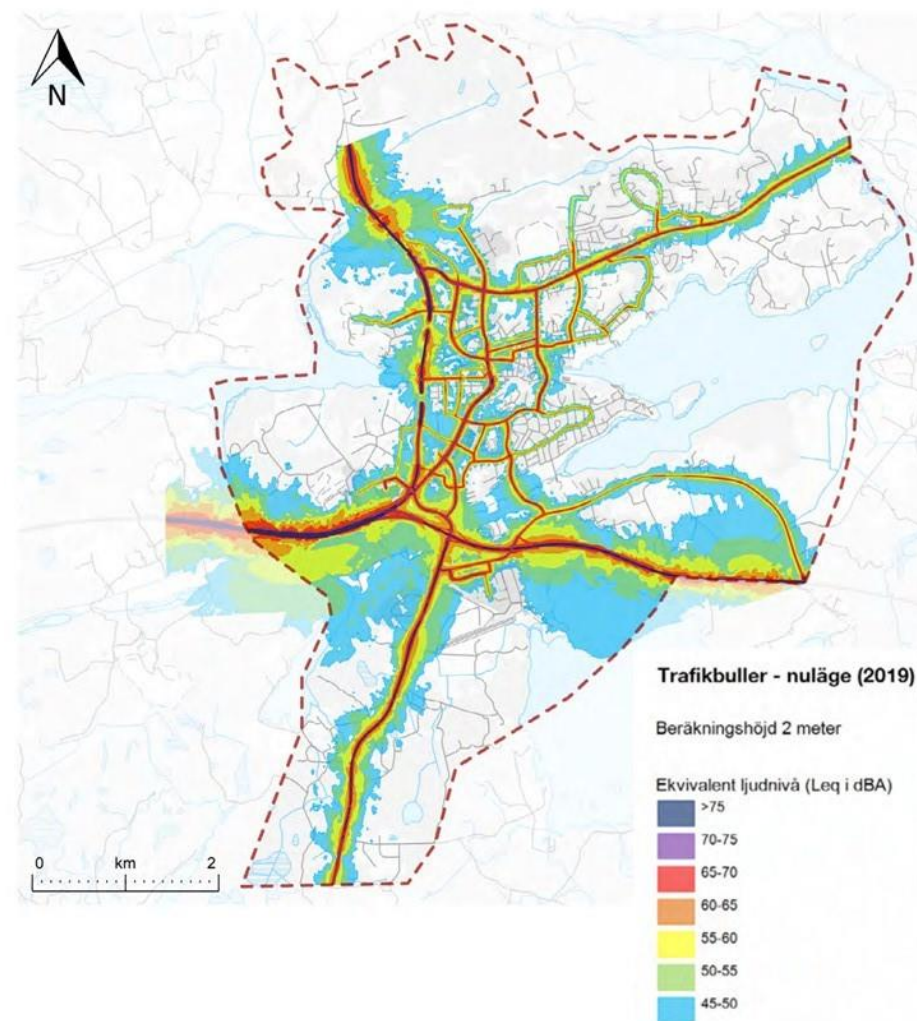 N
Trafikbuller - nuläge (2019)
Beräkningshöjd 2 meter
Ekvivalent ljudnivå (Leq i dBA)
>75
70-75
65-70
60-65
55-60
50-55
45-50
0 km 2